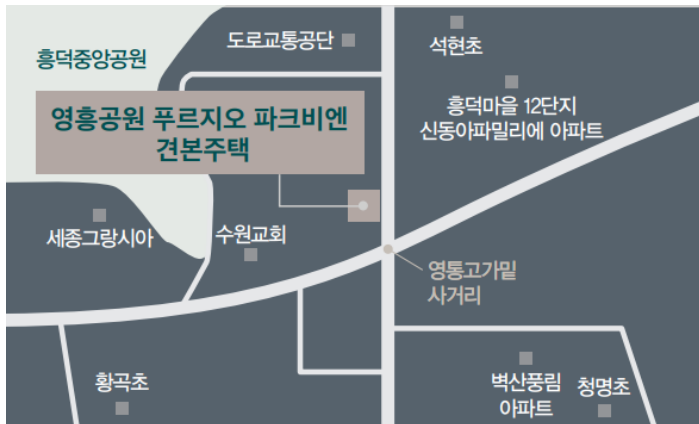 도로교통공단
석현초
흥덕중앙공원
영흥공원 푸르지오 파크비엔
견본주택
흥덕마을 12단지
신동아파밀리에 아파트
세종그랑시아
수원교회
영통고가밑
사거리
황곡초
벽산풍림
아파트
청명초